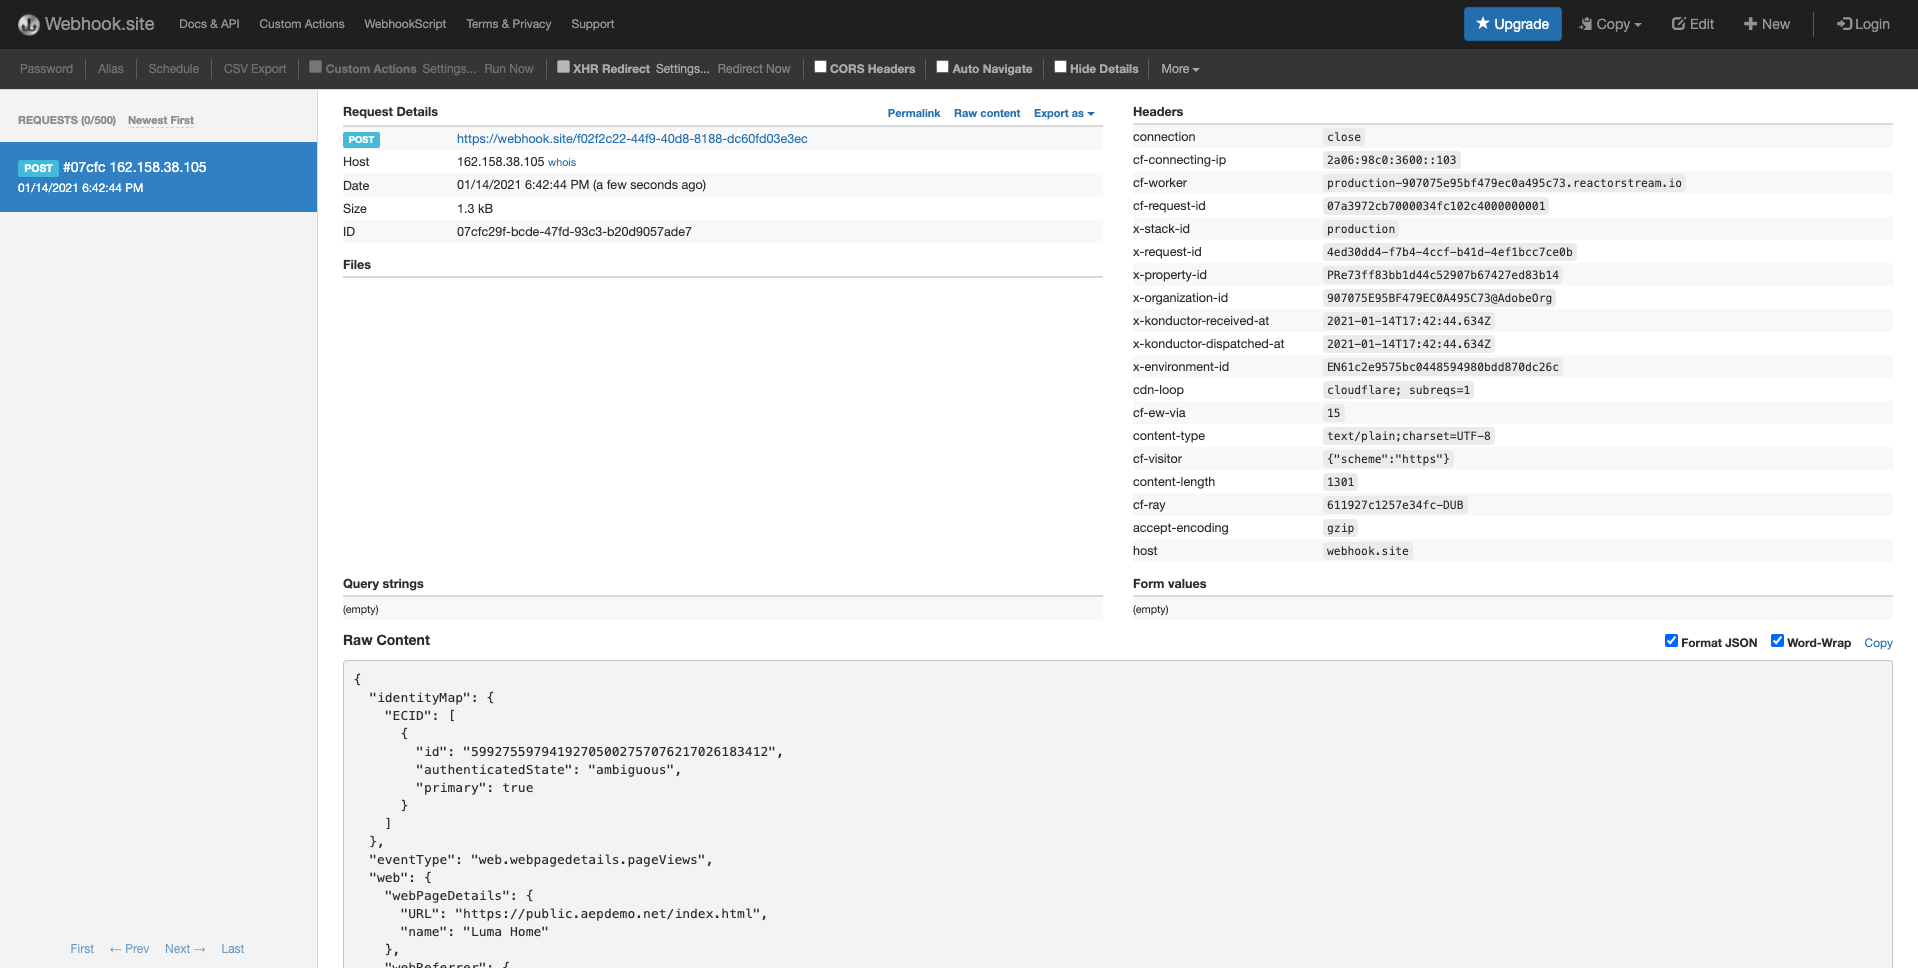 Webhook.site Docs & API Custom Actions WebhookScript Terms & Privacy Support Upgrade Copy Edit New Login
Password Alias Schedule CSV Export Custom Actions Settings... Run Now XHR Redirect Settings... Redirect Now CORS Headers Auto Navigate Hide Details More
REQUESTS (0/500) Newest First
POST #07cfc 162.158.38.105
01/14/2021 6:42:44 PM
First ← Prev Next → Last
Request Details Permalink Raw content Export as
POST https://webhook.site/f02f2c22-44f9-40d8-8188-dc60fd03e3ec
Host 162.158.38.105 whois
Date 01/14/2021 6:42:44 PM (a few seconds ago)
Size 1.3 kB
ID 07cfc29f-bcde-47fd-93c3-b20d9057ade7
Files
Headers
connection close
cf-connecting-ip 2a06:98c0:3600::103
cf-worker production-907075e95bf479ec0a495c73.reactorstream.io
cf-request-id 07a3972cb7000034fc102c4000000001
x-stack-id production
x-request-id 4ed30dd4-f7b4-4ccf-b41d-4ef1bcc7ce0b
x-property-id PRe73ff83bb1d44c52907b67427ed83b14
x-organization-id 907075E95BF479EC0A495C73@AdobeOrg
x-konductor-received-at 2021-01-14T17:42:44.634Z
x-konductor-dispatched-at 2021-01-14T17:42:44.634Z
x-environment-id EN61c2e9575bc0448594980bdd870dc26c
cdn-loop cloudflare; subreqs=1
cf-ew-via 15
content-type text/plain;charset=UTF-8
cf-visitor {"scheme":"https"}
content-length 1301
cf-ray 611927c1257e34fc-DUB
accept-encoding gzip
host webhook.site
Query strings
(empty)
Form values
(empty)
Raw Content Format JSON Word-Wrap Copy
{
"identityMap": {
"ECID": [
{
"id": "59927559794192705002757076217026183412",
"authenticatedState": "ambiguous",
"primary": true
}
]
},
"eventType": "web.webpagedetails.pageViews",
"web": {
"webPageDetails": {
"URL": "https://public.aepdemo.net/index.html",
"name": "Luma Home"
},
"webReferrer": {